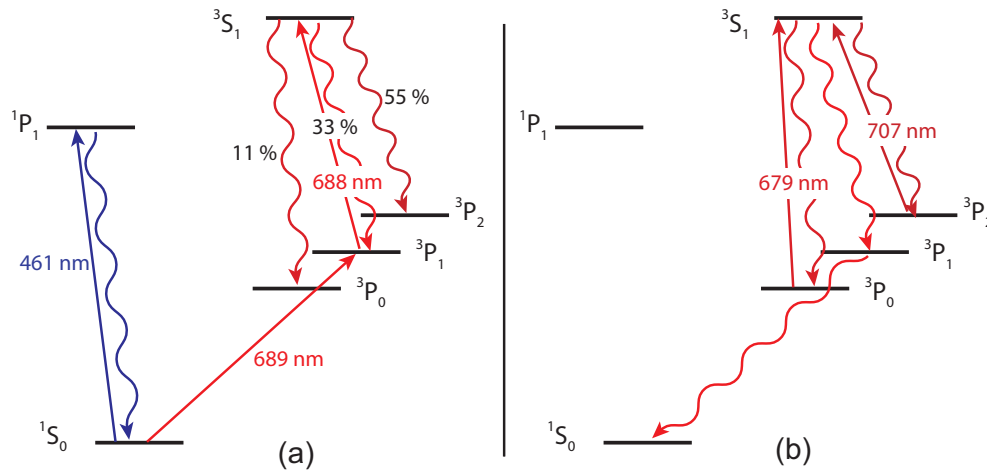 ³S₁
¹P₁
55 %
33 %
11 %
688 nm
³P₂
³P₁
³P₀
461 nm
689 nm
¹S₀
(a)
³S₁
¹P₁
707 nm
679 nm
³P₂
³P₁
³P₀
¹S₀
(b)